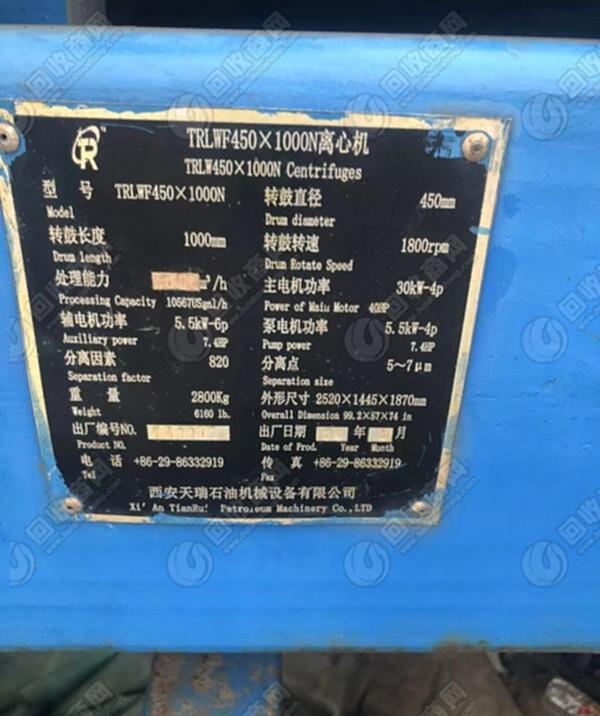 TR
TRLWF450×1000N离心机
TRLW450×1000N Centrifuges
型 号 TRLWF450×1000N 转鼓直径 450mm
Model Drum diameter
转鼓长度 1000mm 转鼓转速 1800rpm
Drum length Drum Rotate Speed
处理能力 m³/h 主电机功率 30kW-4p
Processing Capacity 10567USgal/h Power of Main Motor 40HP
辅电机功率 5.5kW-6p 泵电机功率 5.5kW-4p
Auxiliary power 7.4HP Pump power 7.4HP
分离因素 820 分离点 5~7μm
Separation factor Separation size
重 量 2800Kg 外形尺寸 2520×1445×1870mm
Weight 6160 lb. Overall Dimension 99.2×57×74 in
出厂编号NO. 出厂日期 年 月
Product NO. Date of Prod. Year Month
电 话 +86-29-86332919 传 真 +86-29-86332919
Tel Fax
西安天瑞石油机械设备有限公司
Xi' An TianRui Petroleum Machinery Co.,LTD
回收商网